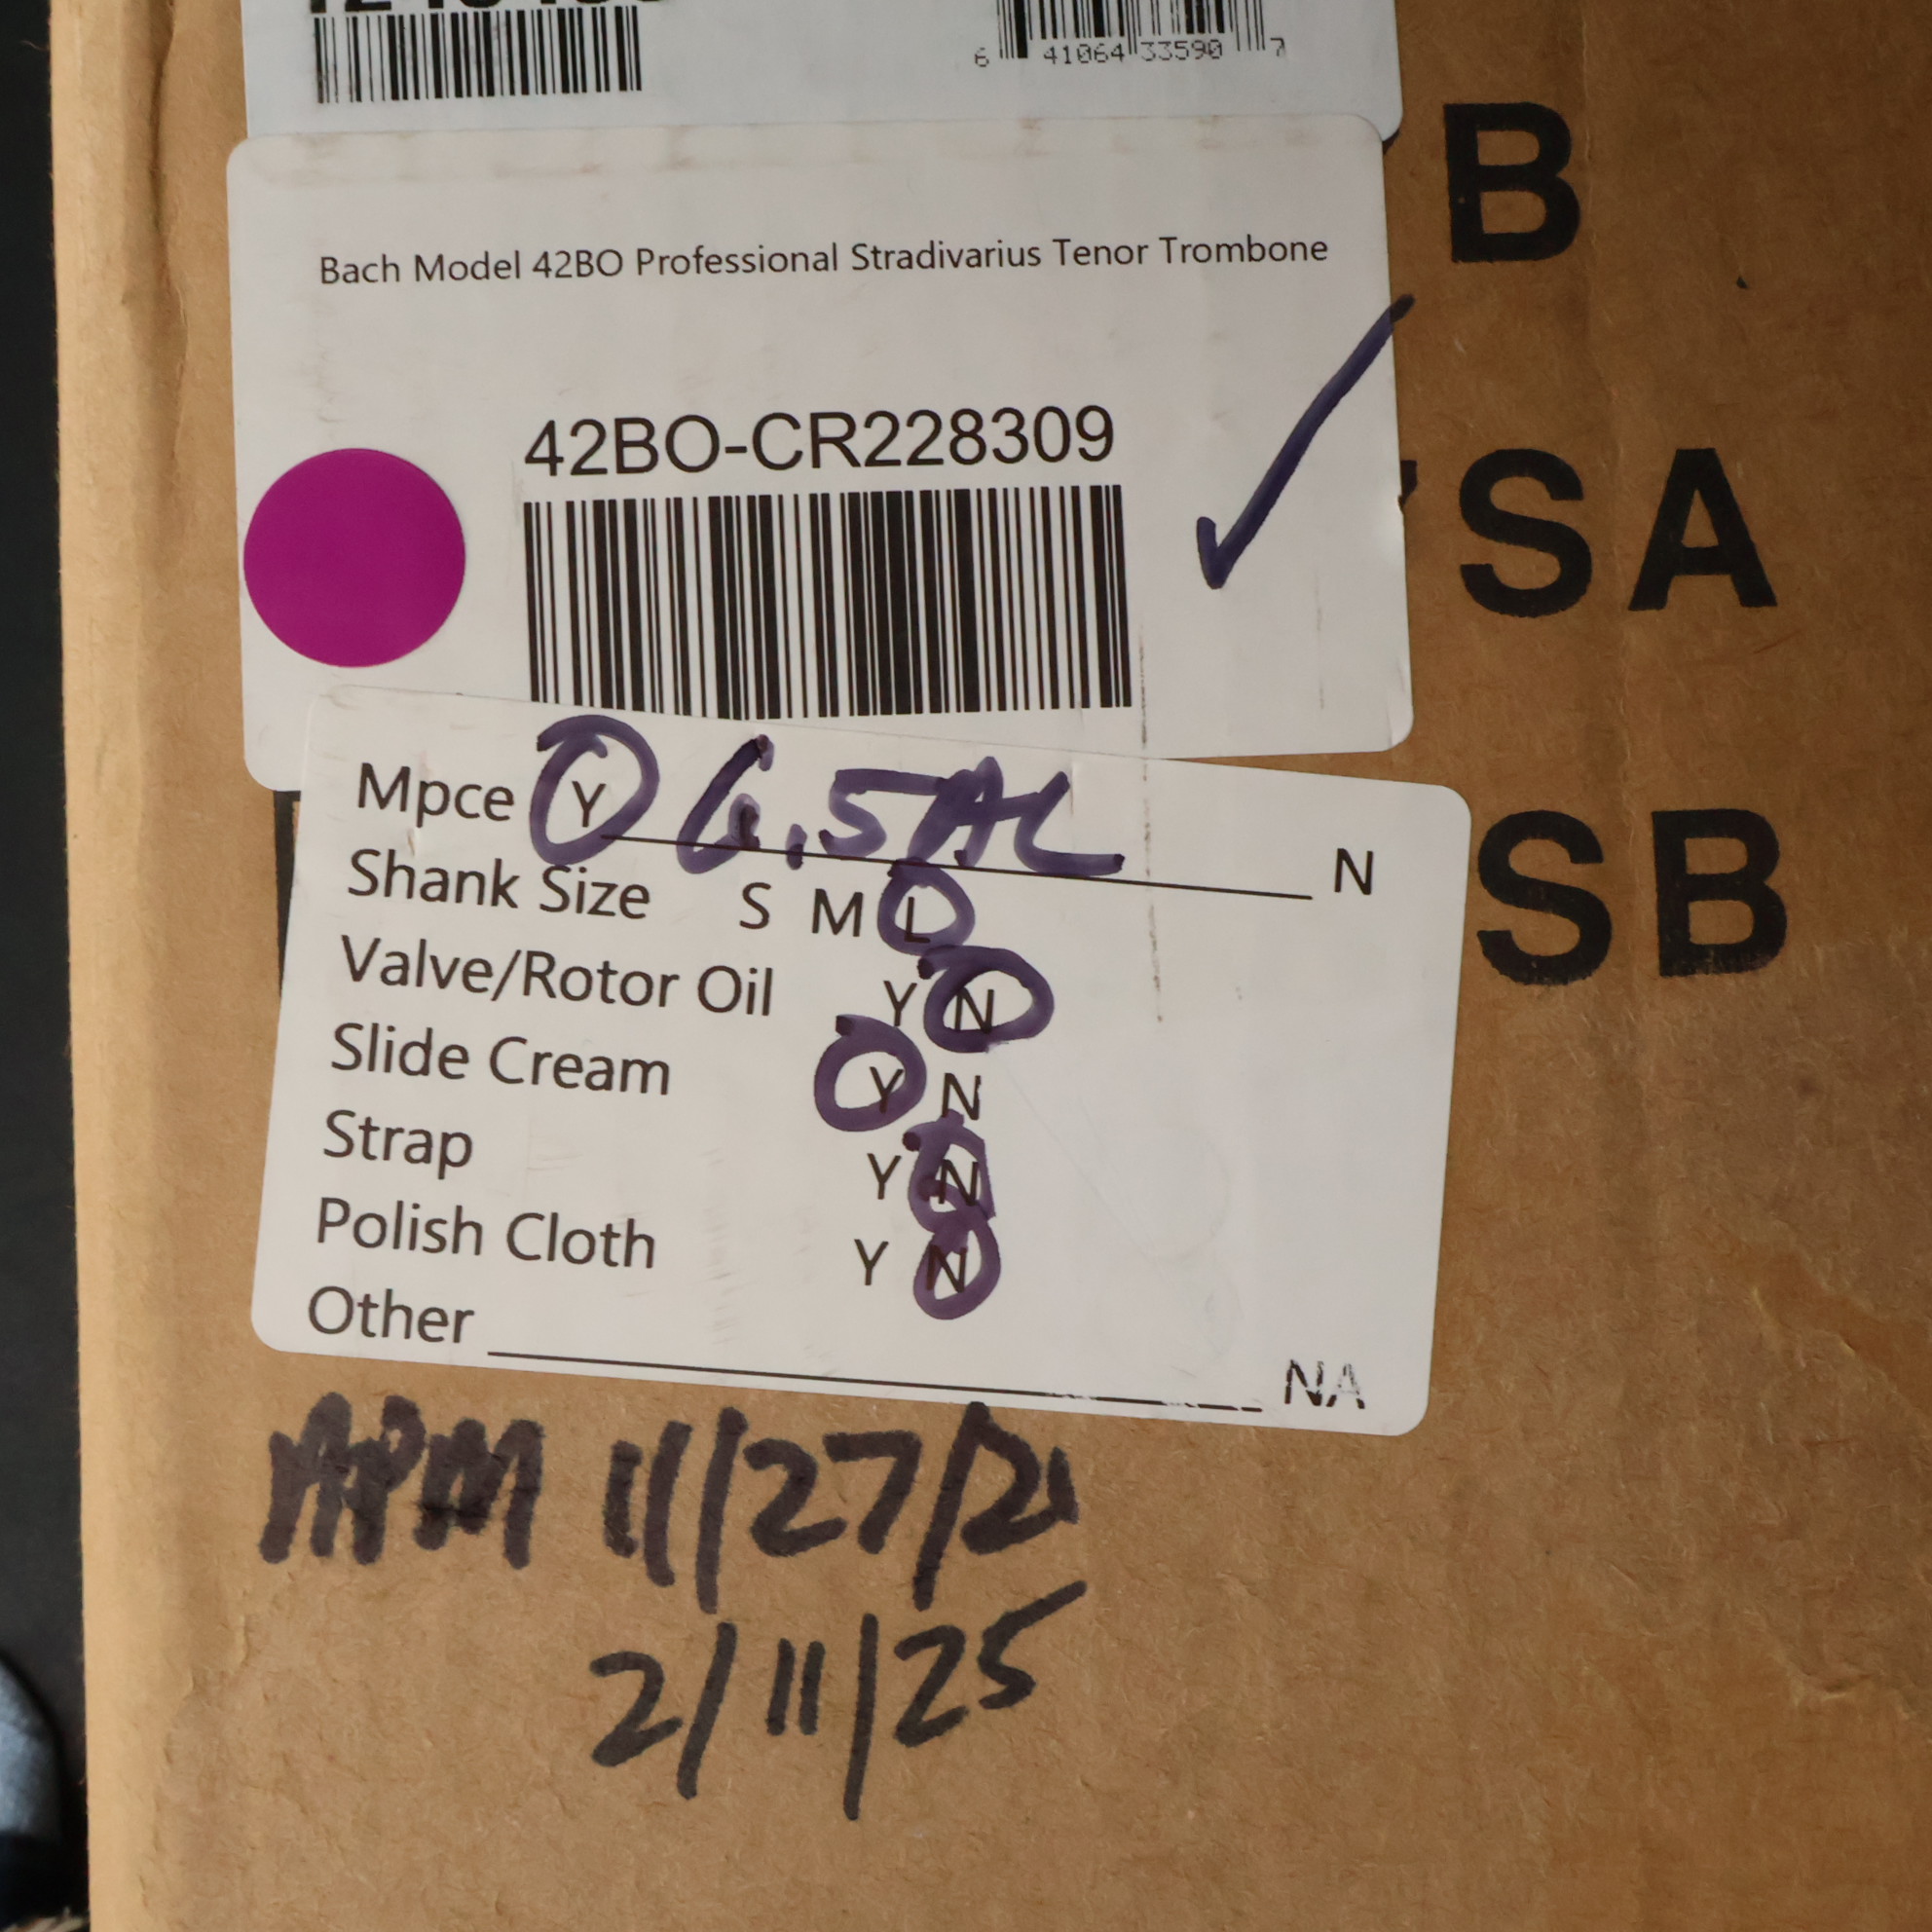 6 41064 33590 7
B
Bach Model 42BO Professional Stradivarius Tenor Trombone
42BO-CR228309
SA
Mpce Y 6.5AL N
Shank Size S M L
SB
Valve/Rotor Oil Y N
Slide Cream Y N
Strap Y N
Polish Cloth Y N
Other NA
APM 11/27/21
2/11/25